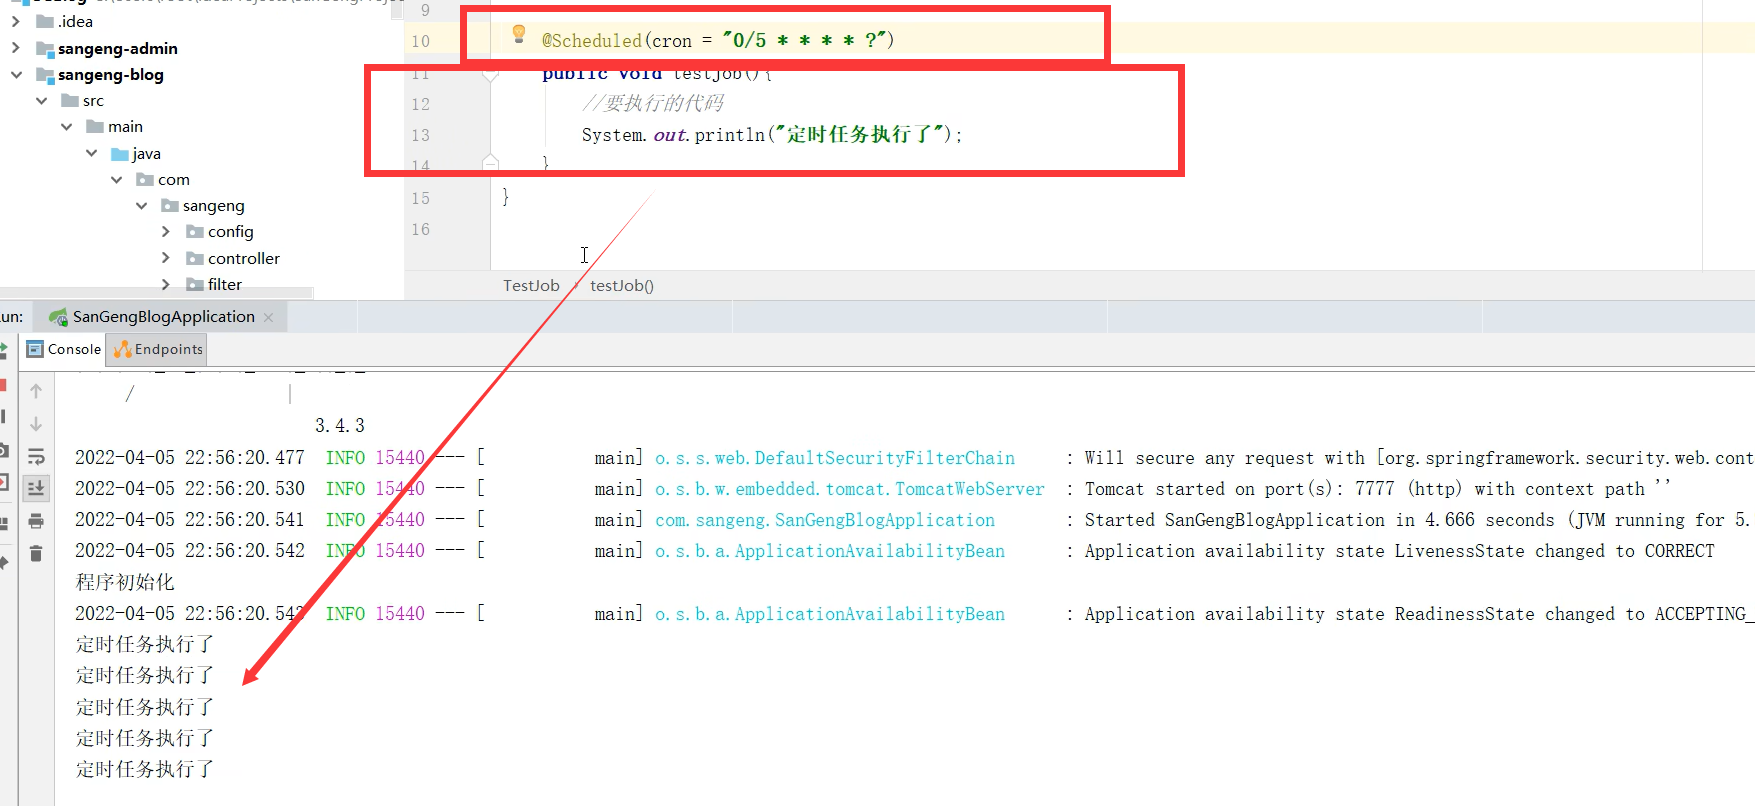 9
.idea
10
@Scheduled(cron = "0/5 * * * * ?")
sangeng-admin
sangeng-blog
11
public void testJob(){
src
12
//要执行的代码
main
13
System.out.println("定时任务执行了");
java
14
}
com
15
}
sangeng
16
config
controller
filter
TestJob
testJob()
un:
SanGengBlogApplication
Console
Endpoints
3.4.3
2022-04-05 22:56:20.477 INFO 15440 --- [ main] o.s.s.web.DefaultSecurityFilterChain : Will secure any request with [org.springframework.security.web.cont
2022-04-05 22:56:20.530 INFO 15440 --- [ main] o.s.b.w.embedded.tomcat.TomcatWebServer : Tomcat started on port(s): 7777 (http) with context path ''
2022-04-05 22:56:20.541 INFO 15440 --- [ main] com.sangeng.SanGengBlogApplication : Started SanGengBlogApplication in 4.666 seconds (JVM running for 5.
2022-04-05 22:56:20.542 INFO 15440 --- [ main] o.s.b.a.ApplicationAvailabilityBean : Application availability state LivenessState changed to CORRECT
程序初始化
2022-04-05 22:56:20.543 INFO 15440 --- [ main] o.s.b.a.ApplicationAvailabilityBean : Application availability state ReadinessState changed to ACCEPTING_
定时任务执行了
定时任务执行了
定时任务执行了
定时任务执行了
定时任务执行了